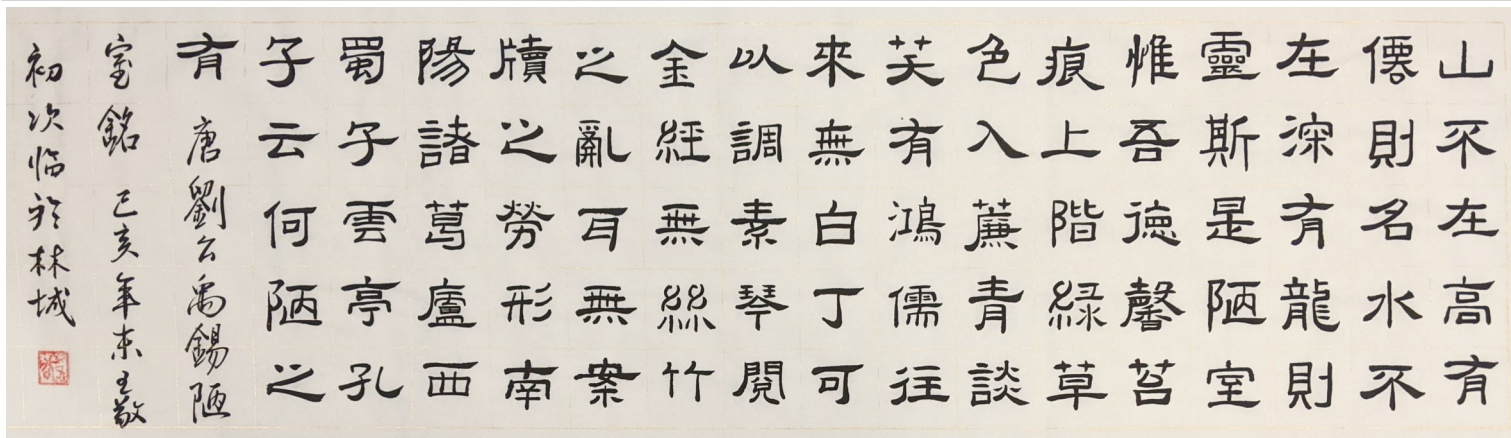 山不在高有
僊則名水不
在深有龍則
靈斯是陋室
惟吾德馨苔
痕上階緑草
色入簾青談
笑有鴻儒往
來無白丁可
以調素琴閱
金經無絲竹
之亂耳無案
牘之勞形南
陽諸葛廬西
蜀子雲亭孔
子云何陋之
有 唐劉公禹錫陋
室銘 己亥年末王敬
初次临於林城